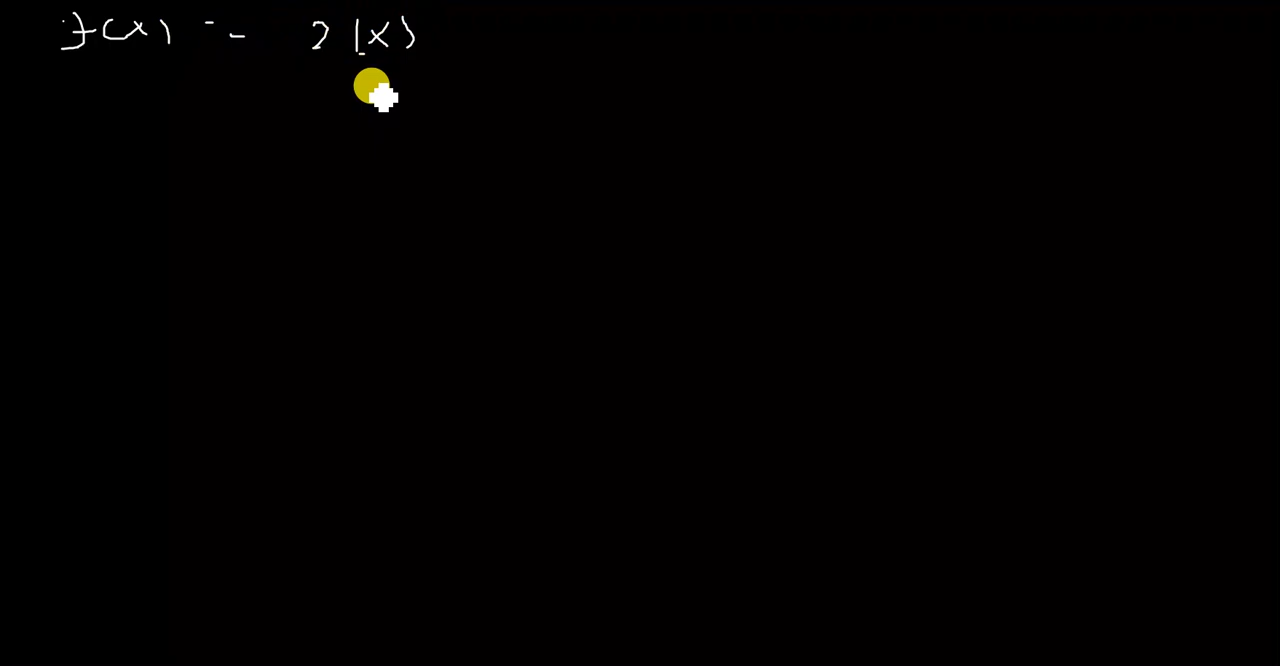 f(x) = 2(x)